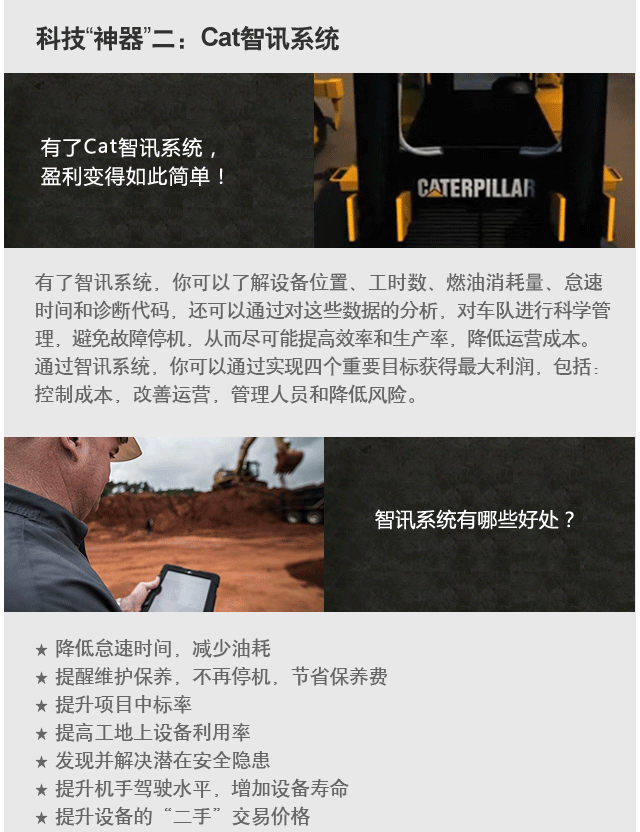 科技“神器”二：Cat智讯系统
有了Cat智讯系统，
盈利变得如此简单！
CATERPILLAR
有了智讯系统，你可以了解设备位置、工时数、燃油消耗量、怠速
时间和诊断代码，还可以通过对这些数据的分析，对车队进行科学管
理，避免故障停机，从而尽可能提高效率和生产率，降低运营成本。
通过智讯系统，你可以通过实现四个重要目标获得最大利润，包括：
控制成本，改善运营，管理人员和降低风险。
智讯系统有哪些好处？
★ 降低怠速时间，减少油耗
★ 提醒维护保养，不再停机，节省保养费
★ 提升项目中标率
★ 提高工地上设备利用率
★ 发现并解决潜在安全隐患
★ 提升机手驾驶水平，增加设备寿命
★ 提升设备的“二手”交易价格